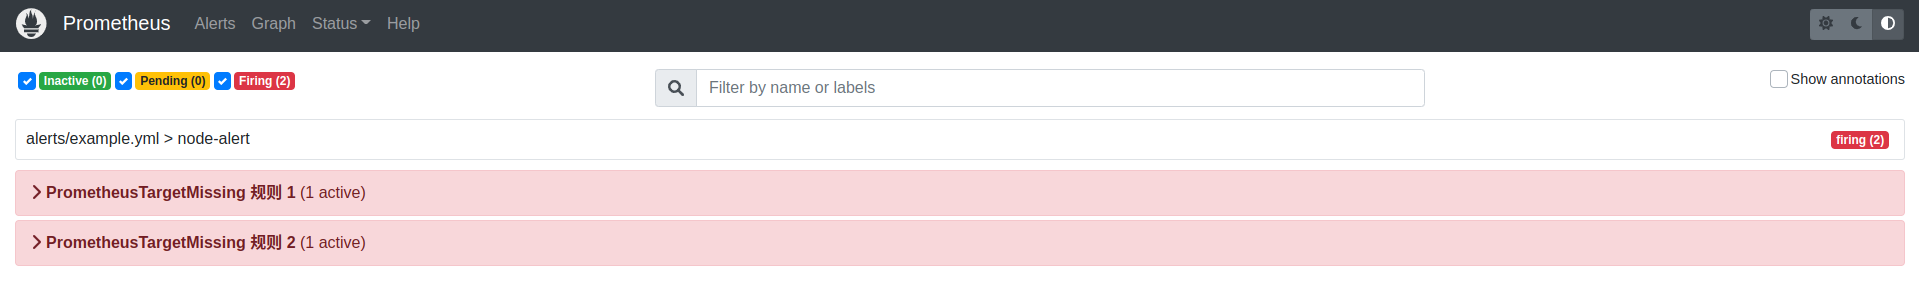 Prometheus Alerts Graph Status Help
Inactive (0) Pending (0) Firing (2) Filter by name or labels Show annotations
alerts/example.yml > node-alert firing (2)
PrometheusTargetMissing 规则 1 (1 active)
PrometheusTargetMissing 规则 2 (1 active)